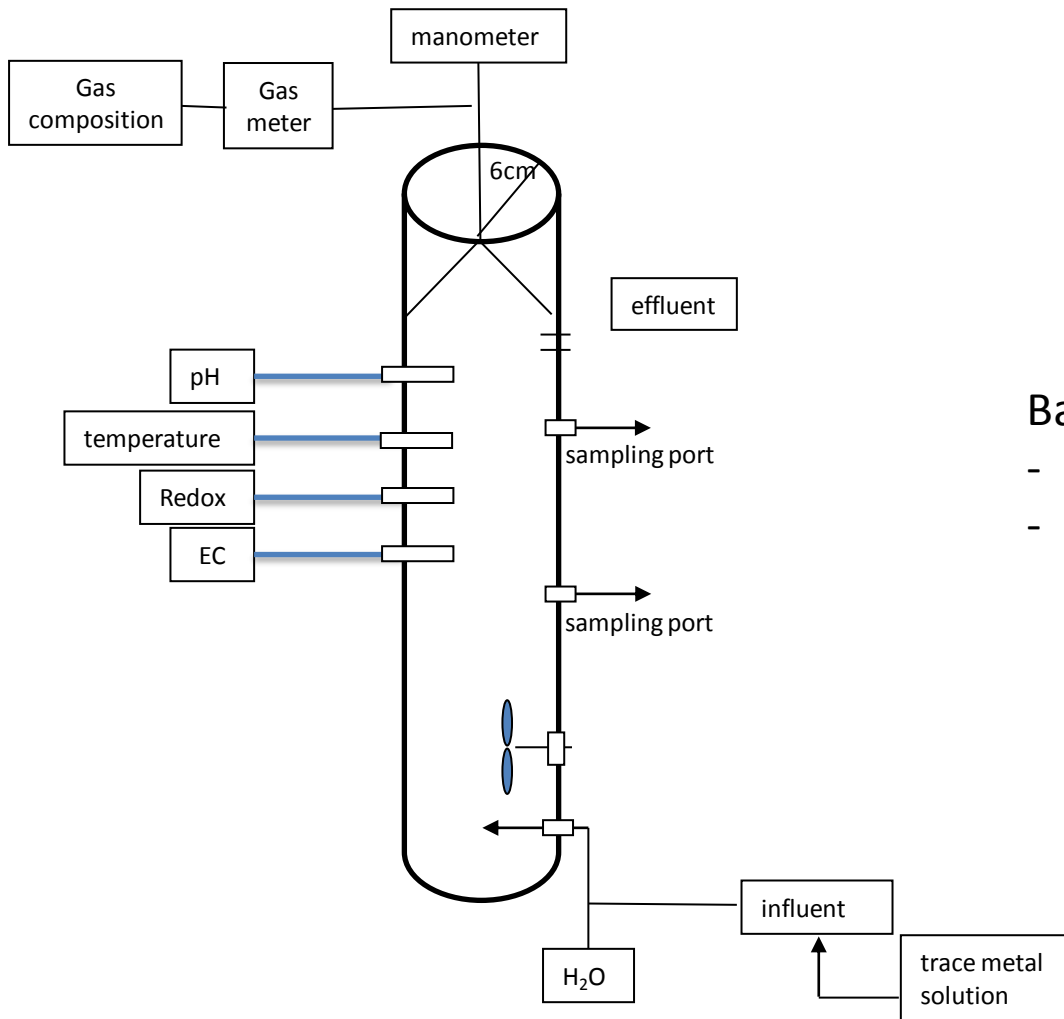 manometer
Gas
composition
Gas
meter
6cm
effluent
pH
temperature
sampling port
Redox
EC
sampling port
influent
H₂O
trace metal
solution
Ba
-
-